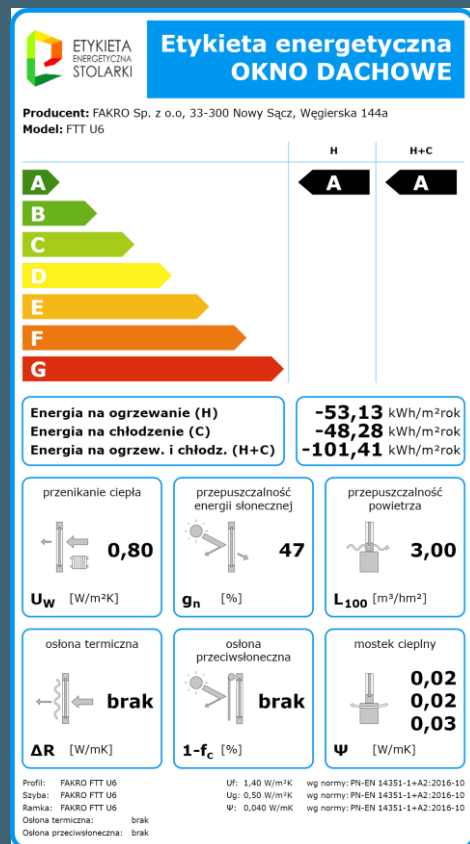 ETYKIETA
ENERGETYCZNA
STOLARKI
Etykieta energetyczna
OKNO DACHOWE
Producent: FAKRO Sp. z o.o, 33-300 Nowy Sącz, Węgierska 144a
Model: FTT U6
H H+C
A A A
B
C
D
E
F
G
Energia na ogrzewanie (H) -53,13 kWh/m²rok
Energia na chłodzenie (C) -48,28 kWh/m²rok
Energia na ogrzew. i chłodz. (H+C) -101,41 kWh/m²rok
przenikanie ciepła
0,80
Uw [W/m²K]
przepuszczalność
energii słonecznej
47
gn [%]
przepuszczalność
powietrza
3,00
L100 [m³/hm²]
osłona termiczna
brak
ΔR [W/mK]
osłona
przeciwsłoneczna
brak
1-fc [%]
mostek cieplny
0,02
0,02
0,03
Ψ [W/mK]
Profil: FAKRO FTT U6 Uf: 1,40 W/m²K wg normy: PN-EN 14351-1+A2:2016-10
Szyba: FAKRO FTT U6 Ug: 0,50 W/m²K wg normy: PN-EN 14351-1+A2:2016-10
Ramka: FAKRO FTT U6 Ψ: 0,040 W/mK wg normy: PN-EN 14351-1+A2:2016-10
Osłona termiczna: brak
Osłona przeciwsłoneczna: brak